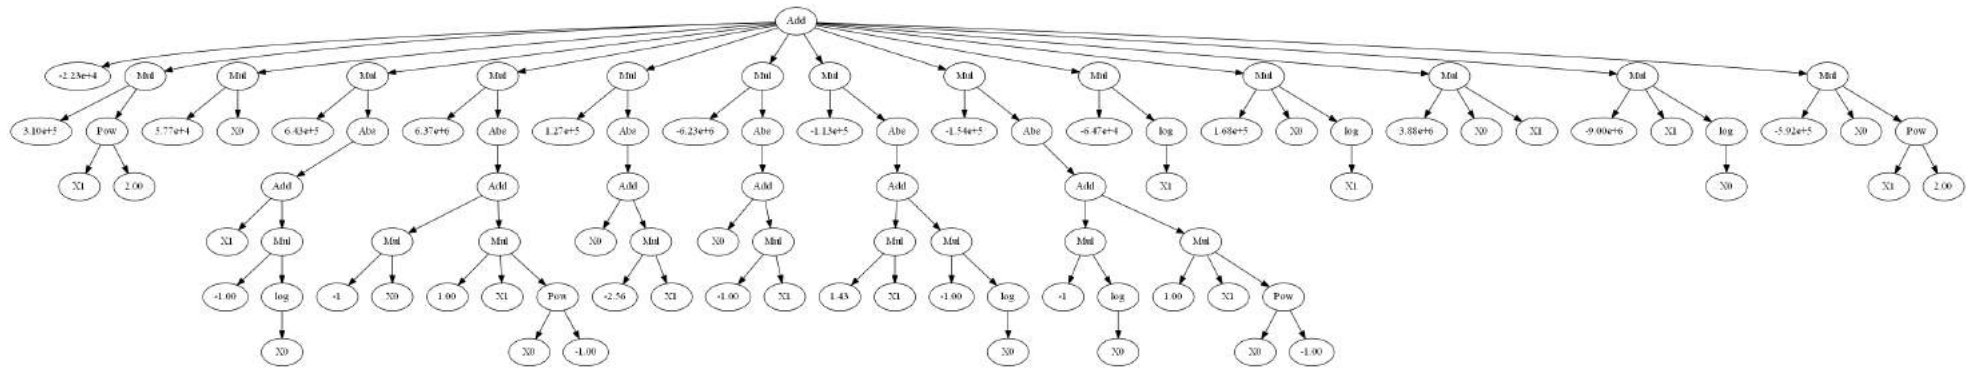 Add
-2.23e+4 Mul Mul Mul Mul Mul Mul Mul Mul Mul Mul Mul Mul Mul
3.10e+5 Pow 5.77e+4 X0 6.43e+5 Abs 6.37e+6 Abs 1.27e+5 Abs -6.23e+6 Abs -1.13e+5 Abs -1.54e+5 Abs -6.47e+4 log 1.68e+5 X0 log 3.88e+6 X0 X1 -9.00e+6 X1 log -5.92e+5 X0 Pow
X1 2.00 Add Add Add Add Add Add X1 X1 X0 X1 2.00
X1 Mul Mul Mul X0 Mul X0 Mul Mul Mul Mul Mul
-1.00 log -1 X0 1.00 X1 Pow -2.56 X1 -1.00 X1 1.43 X1 -1.00 log -1 log 1.00 X1 Pow
X0 X0 -1.00 X0 X0 X0 -1.00